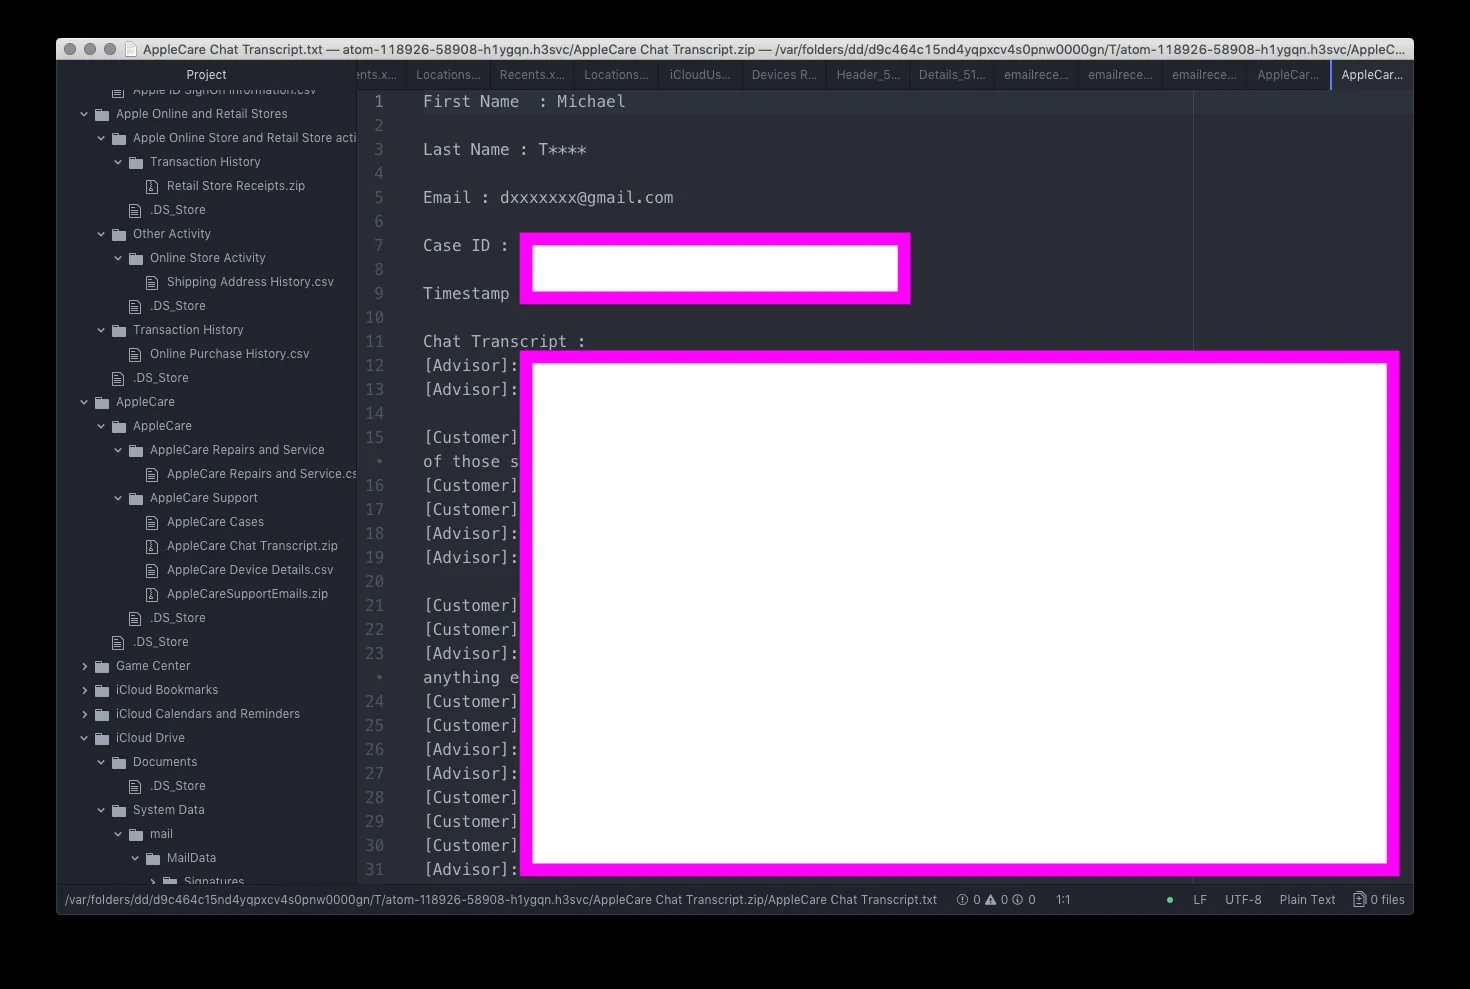 AppleCare Chat Transcript.txt — atom-118926-58908-h1ygqn.h3svc/AppleCare Chat Transcript.zip — /var/folders/dd/d9c464c15nd4yqpxcv4s0pnw0000gn/T/atom-118926-58908-h1ygqn.h3svc/AppleC...
Project
Apple ID SignOn Information.csv
Apple Online and Retail Stores
Apple Online Store and Retail Store acti
Transaction History
Retail Store Receipts.zip
.DS_Store
Other Activity
Online Store Activity
Shipping Address History.csv
.DS_Store
Transaction History
Online Purchase History.csv
.DS_Store
AppleCare
AppleCare
AppleCare Repairs and Service
AppleCare Repairs and Service.cs
AppleCare Support
AppleCare Cases
AppleCare Chat Transcript.zip
AppleCare Device Details.csv
AppleCareSupportEmails.zip
.DS_Store
.DS_Store
Game Center
iCloud Bookmarks
iCloud Calendars and Reminders
iCloud Drive
Documents
.DS_Store
System Data
mail
MailData
Signatures
ents.x... Locations... Recents.x... Locations... iCloudUs... Devices R... Header_5... Details_51... emailrece... emailrece... emailrece... AppleCar... AppleCar...
1 First Name : Michael
2
3 Last Name : T****
4
5 Email : dxxxxxxx@gmail.com
6
7 Case ID :
8
9 Timestamp
10
11 Chat Transcript :
12 [Advisor]:
13 [Advisor]:
14
15 [Customer]
• of those s
16 [Customer]
17 [Customer]
18 [Advisor]:
19 [Advisor]:
20
21 [Customer]
22 [Customer]
23 [Advisor]:
• anything e
24 [Customer]
25 [Customer]
26 [Advisor]:
27 [Advisor]:
28 [Customer]
29 [Customer]
30 [Customer]
31 [Advisor]:
/var/folders/dd/d9c464c15nd4yqpxcv4s0pnw0000gn/T/atom-118926-58908-h1ygqn.h3svc/AppleCare Chat Transcript.zip/AppleCare Chat Transcript.txt 0 0 0 1:1 LF UTF-8 Plain Text 0 files